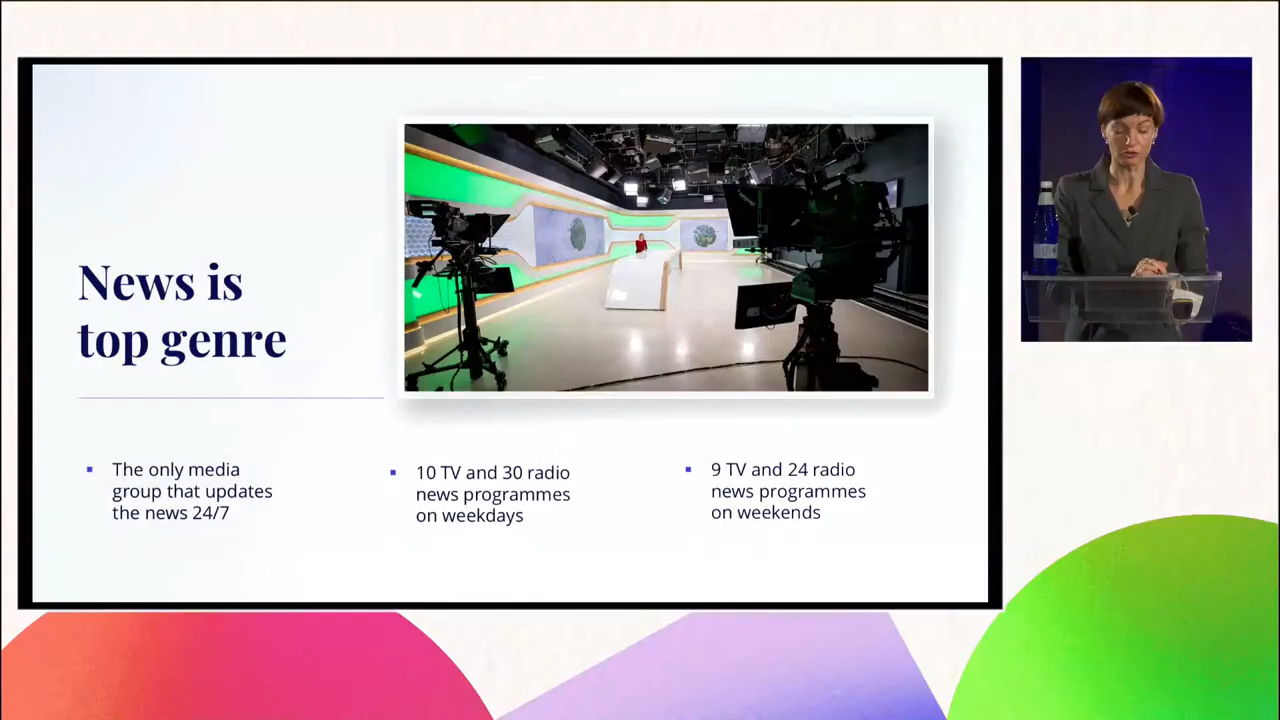 News is
top genre
The only media
group that updates
the news 24/7
10 TV and 30 radio
news programmes
on weekdays
9 TV and 24 radio
news programmes
on weekends